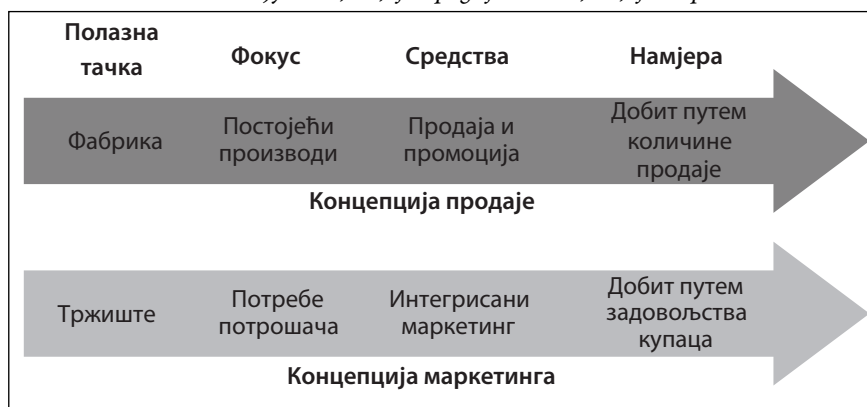 Полазна
тачка
Фокус
Средства
Намјера
Фабрика
Постојећи
производи
Продаја и
промоција
Добит путем
количине
продаје
Концепција продаје
Тржиште
Потребе
потрошача
Интегрисани
маркетинг
Добит путем
задовољства
купаца
Концепција маркетинга